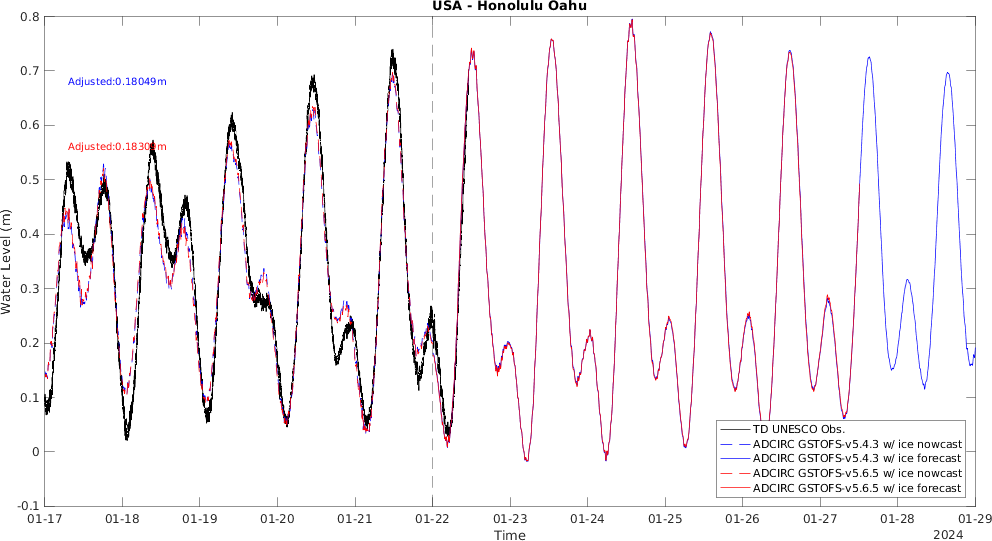 USA - Honolulu Oahu
Water Level (m)
0.8
0.7
0.6
0.5
0.4
0.3
0.2
0.1
0
-0.1
Adjusted:0.18049m
Adjusted:0.18309m
TD UNESCO Obs.
ADCIRC GSTOFS-v5.4.3 w/ ice nowcast
ADCIRC GSTOFS-v5.4.3 w/ ice forecast
ADCIRC GSTOFS-v5.6.5 w/ ice nowcast
ADCIRC GSTOFS-v5.6.5 w/ ice forecast
01-17 01-18 01-19 01-20 01-21 01-22 01-23 01-24 01-25 01-26 01-27 01-28 01-29
Time
2024